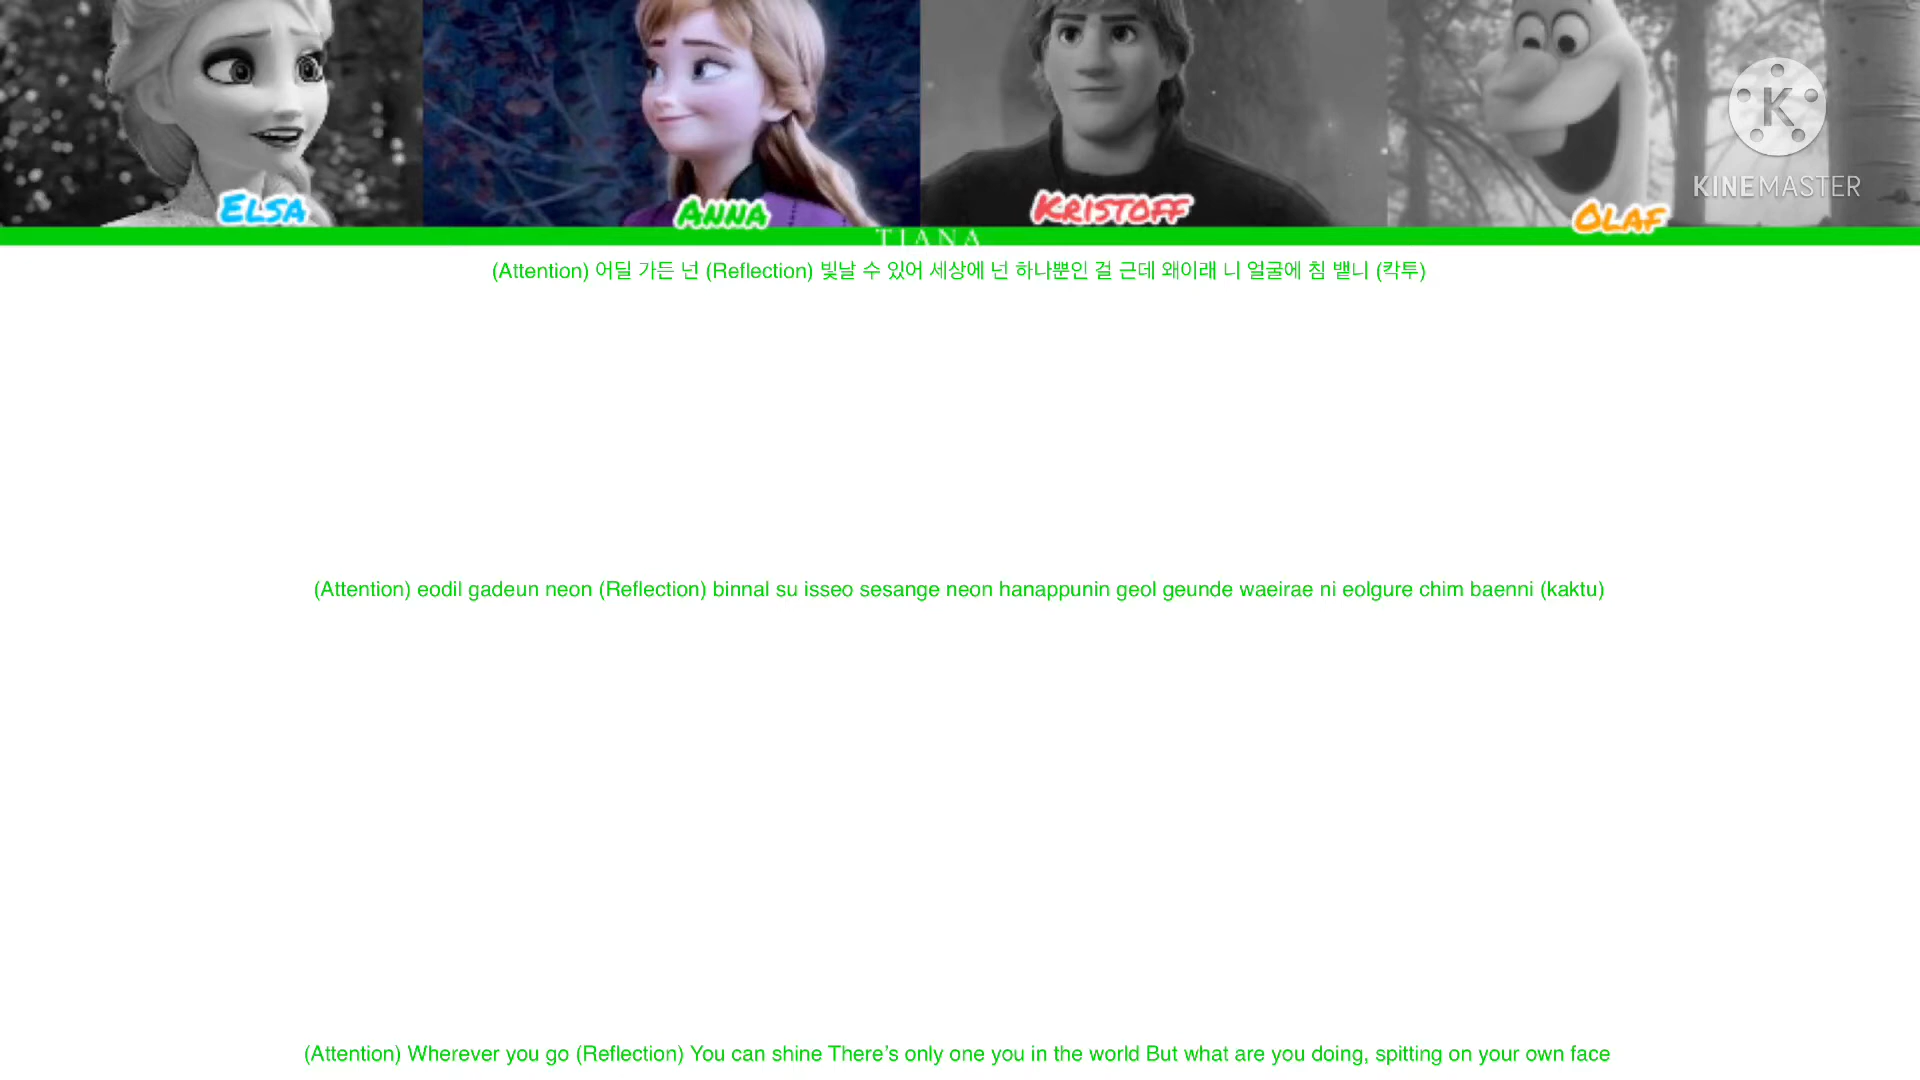 ELSA
ANNA
KRISTOFF
OLAF
K
KINEMASTER
TIANA
(Attention) 어딜 가든 넌 (Reflection) 빛날 수 있어 세상에 넌 하나뿐인 걸 근데 왜이래 니 얼굴에 침 뱉니 (칵투)
(Attention) eodil gadeun neon (Reflection) binnal su isseo sesange neon hanappunin geol geunde waeirae ni eolgure chim baenni (kaktu)
(Attention) Wherever you go (Reflection) You can shine There’s only one you in the world But what are you doing, spitting on your own face